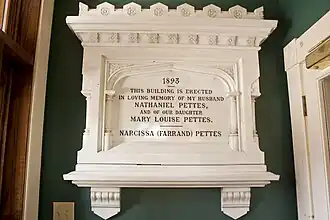 1893
THIS BUILDING IS ERECTED
IN LOVING MEMORY OF MY HUSBAND
NATHANIEL PETTES,
AND OF OUR DAUGHTER
MARY LOUISE PETTES.
NARCISSA (FARRAND) PETTES